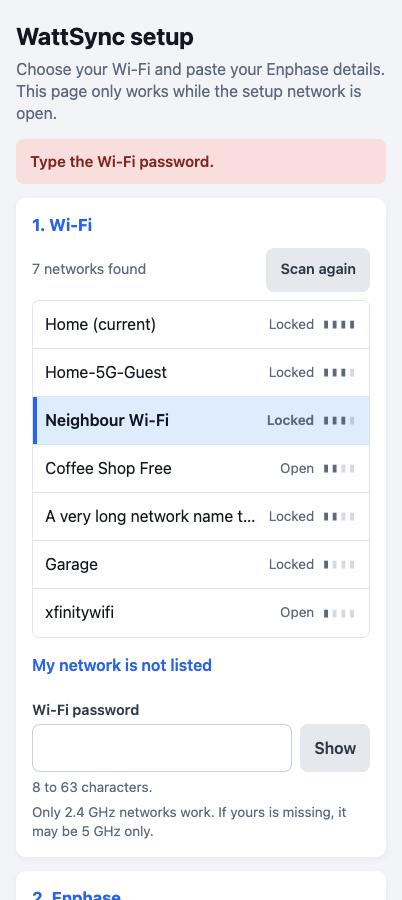 WattSync setup
Choose your Wi-Fi and paste your Enphase details.
This page only works while the setup network is
open.
Type the Wi-Fi password.
1. Wi-Fi
7 networks found
Scan again
Home (current) Locked
Home-5G-Guest Locked
Neighbour Wi-Fi Locked
Coffee Shop Free Open
A very long network name t... Locked
Garage Locked
xfinitywifi Open
My network is not listed
Wi-Fi password
Show
8 to 63 characters.
Only 2.4 GHz networks work. If yours is missing, it
may be 5 GHz only.
2. Enphase